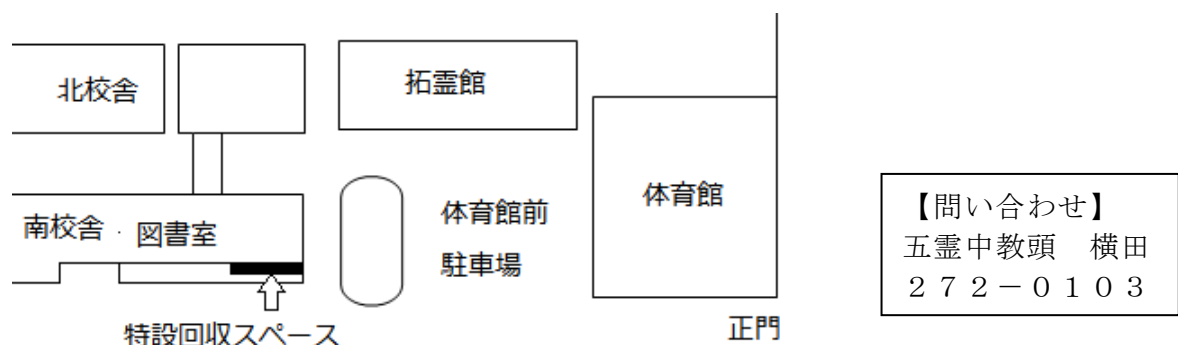 北校舎
拓霊館
体育館
南校舎・図書室
体育館前
駐車場
特設回収スペース
正門
【問い合わせ】
五霊中教頭　横田
２７２－０１０３